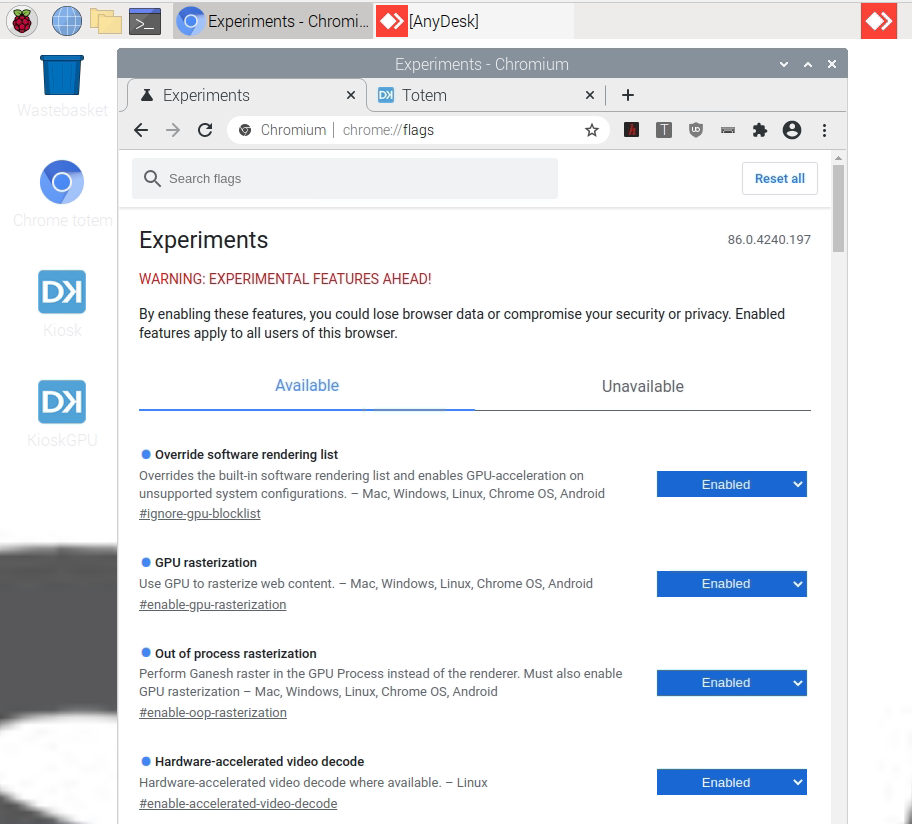 Experiments - Chromi...
[AnyDesk]
Wastebasket
Chrome totem
DK
Kiosk
DK
KioskGPU
Experiments - Chromium
Experiments
DK Totem
Chromium | chrome://flags
h T UD
Search flags
Reset all
Experiments
86.0.4240.197
WARNING: EXPERIMENTAL FEATURES AHEAD!
By enabling these features, you could lose browser data or compromise your security or privacy. Enabled
features apply to all users of this browser.
Available
Unavailable
Override software rendering list
Overrides the built-in software rendering list and enables GPU-acceleration on
unsupported system configurations. – Mac, Windows, Linux, Chrome OS, Android
#ignore-gpu-blocklist
Enabled
GPU rasterization
Use GPU to rasterize web content. – Mac, Windows, Linux, Chrome OS, Android
#enable-gpu-rasterization
Enabled
Out of process rasterization
Perform Ganesh raster in the GPU Process instead of the renderer. Must also enable
GPU rasterization – Mac, Windows, Linux, Chrome OS, Android
#enable-oop-rasterization
Enabled
Hardware-accelerated video decode
Hardware-accelerated video decode where available. – Linux
#enable-accelerated-video-decode
Enabled